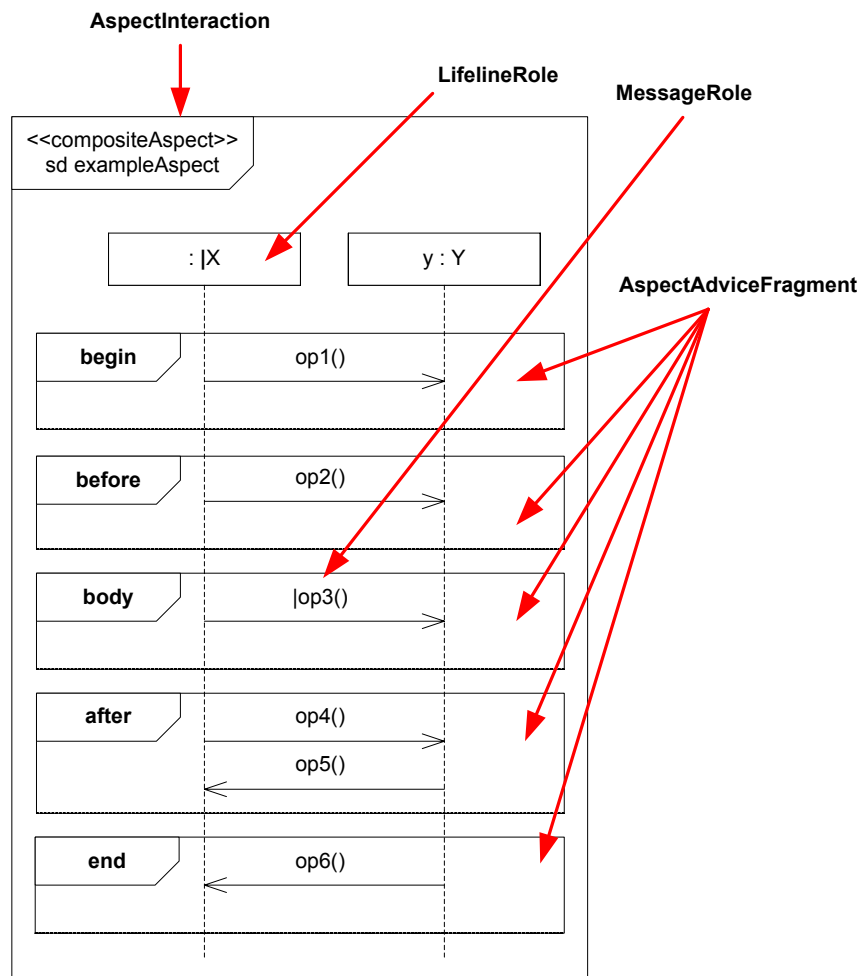 AspectInteraction
LifelineRole
MessageRole
<<compositeAspect>>
sd exampleAspect
: |X
y : Y
AspectAdviceFragment
begin
op1()
before
op2()
body
|op3()
after
op4()
op5()
end
op6()